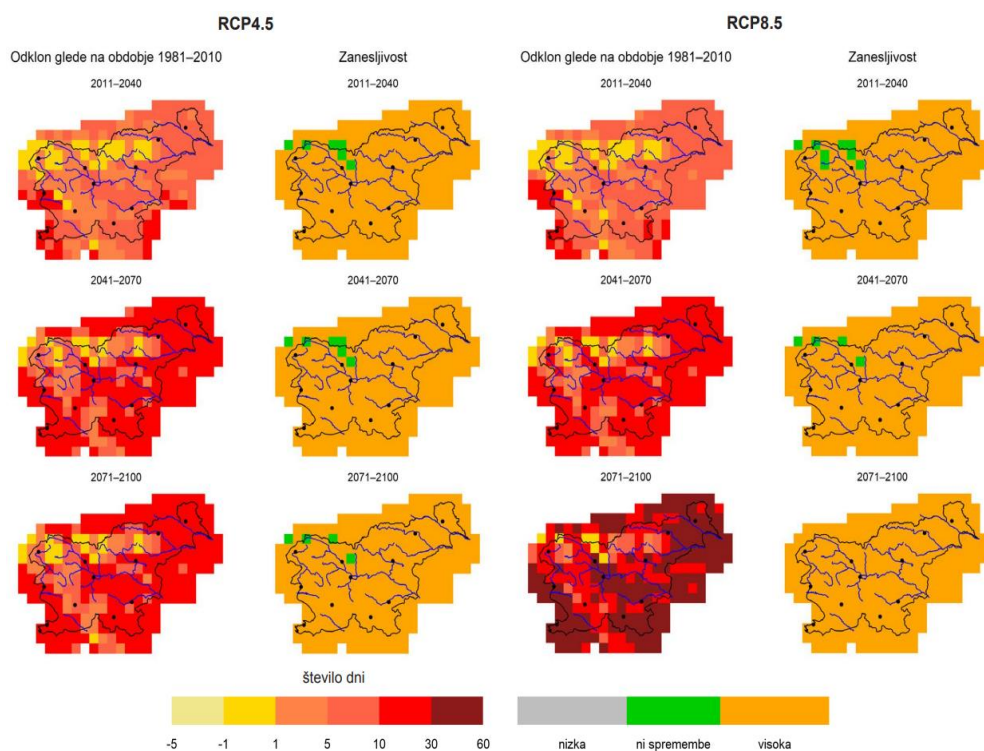 RCP4.5
RCP8.5
Odklon glede na obdobje 1981–2010
Zanesljivost
Odklon glede na obdobje 1981–2010
Zanesljivost
2011–2040
2011–2040
2011–2040
2011–2040
2041–2070
2041–2070
2041–2070
2041–2070
2071–2100
2071–2100
2071–2100
2071–2100
število dni
-5 -1 1 5 10 30 60
nizka ni spremembe visoka